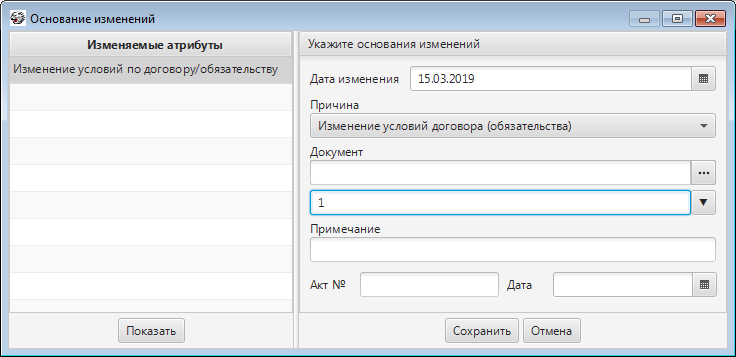 Основание изменений
Изменяемые атрибуты
Изменение условий по договору/обязательству
Показать
Укажите основания изменений
Дата изменения 15.03.2019
Причина
Изменение условий договора (обязательства)
Документ
...
1
Примечание
Акт № Дата
Сохранить Отмена